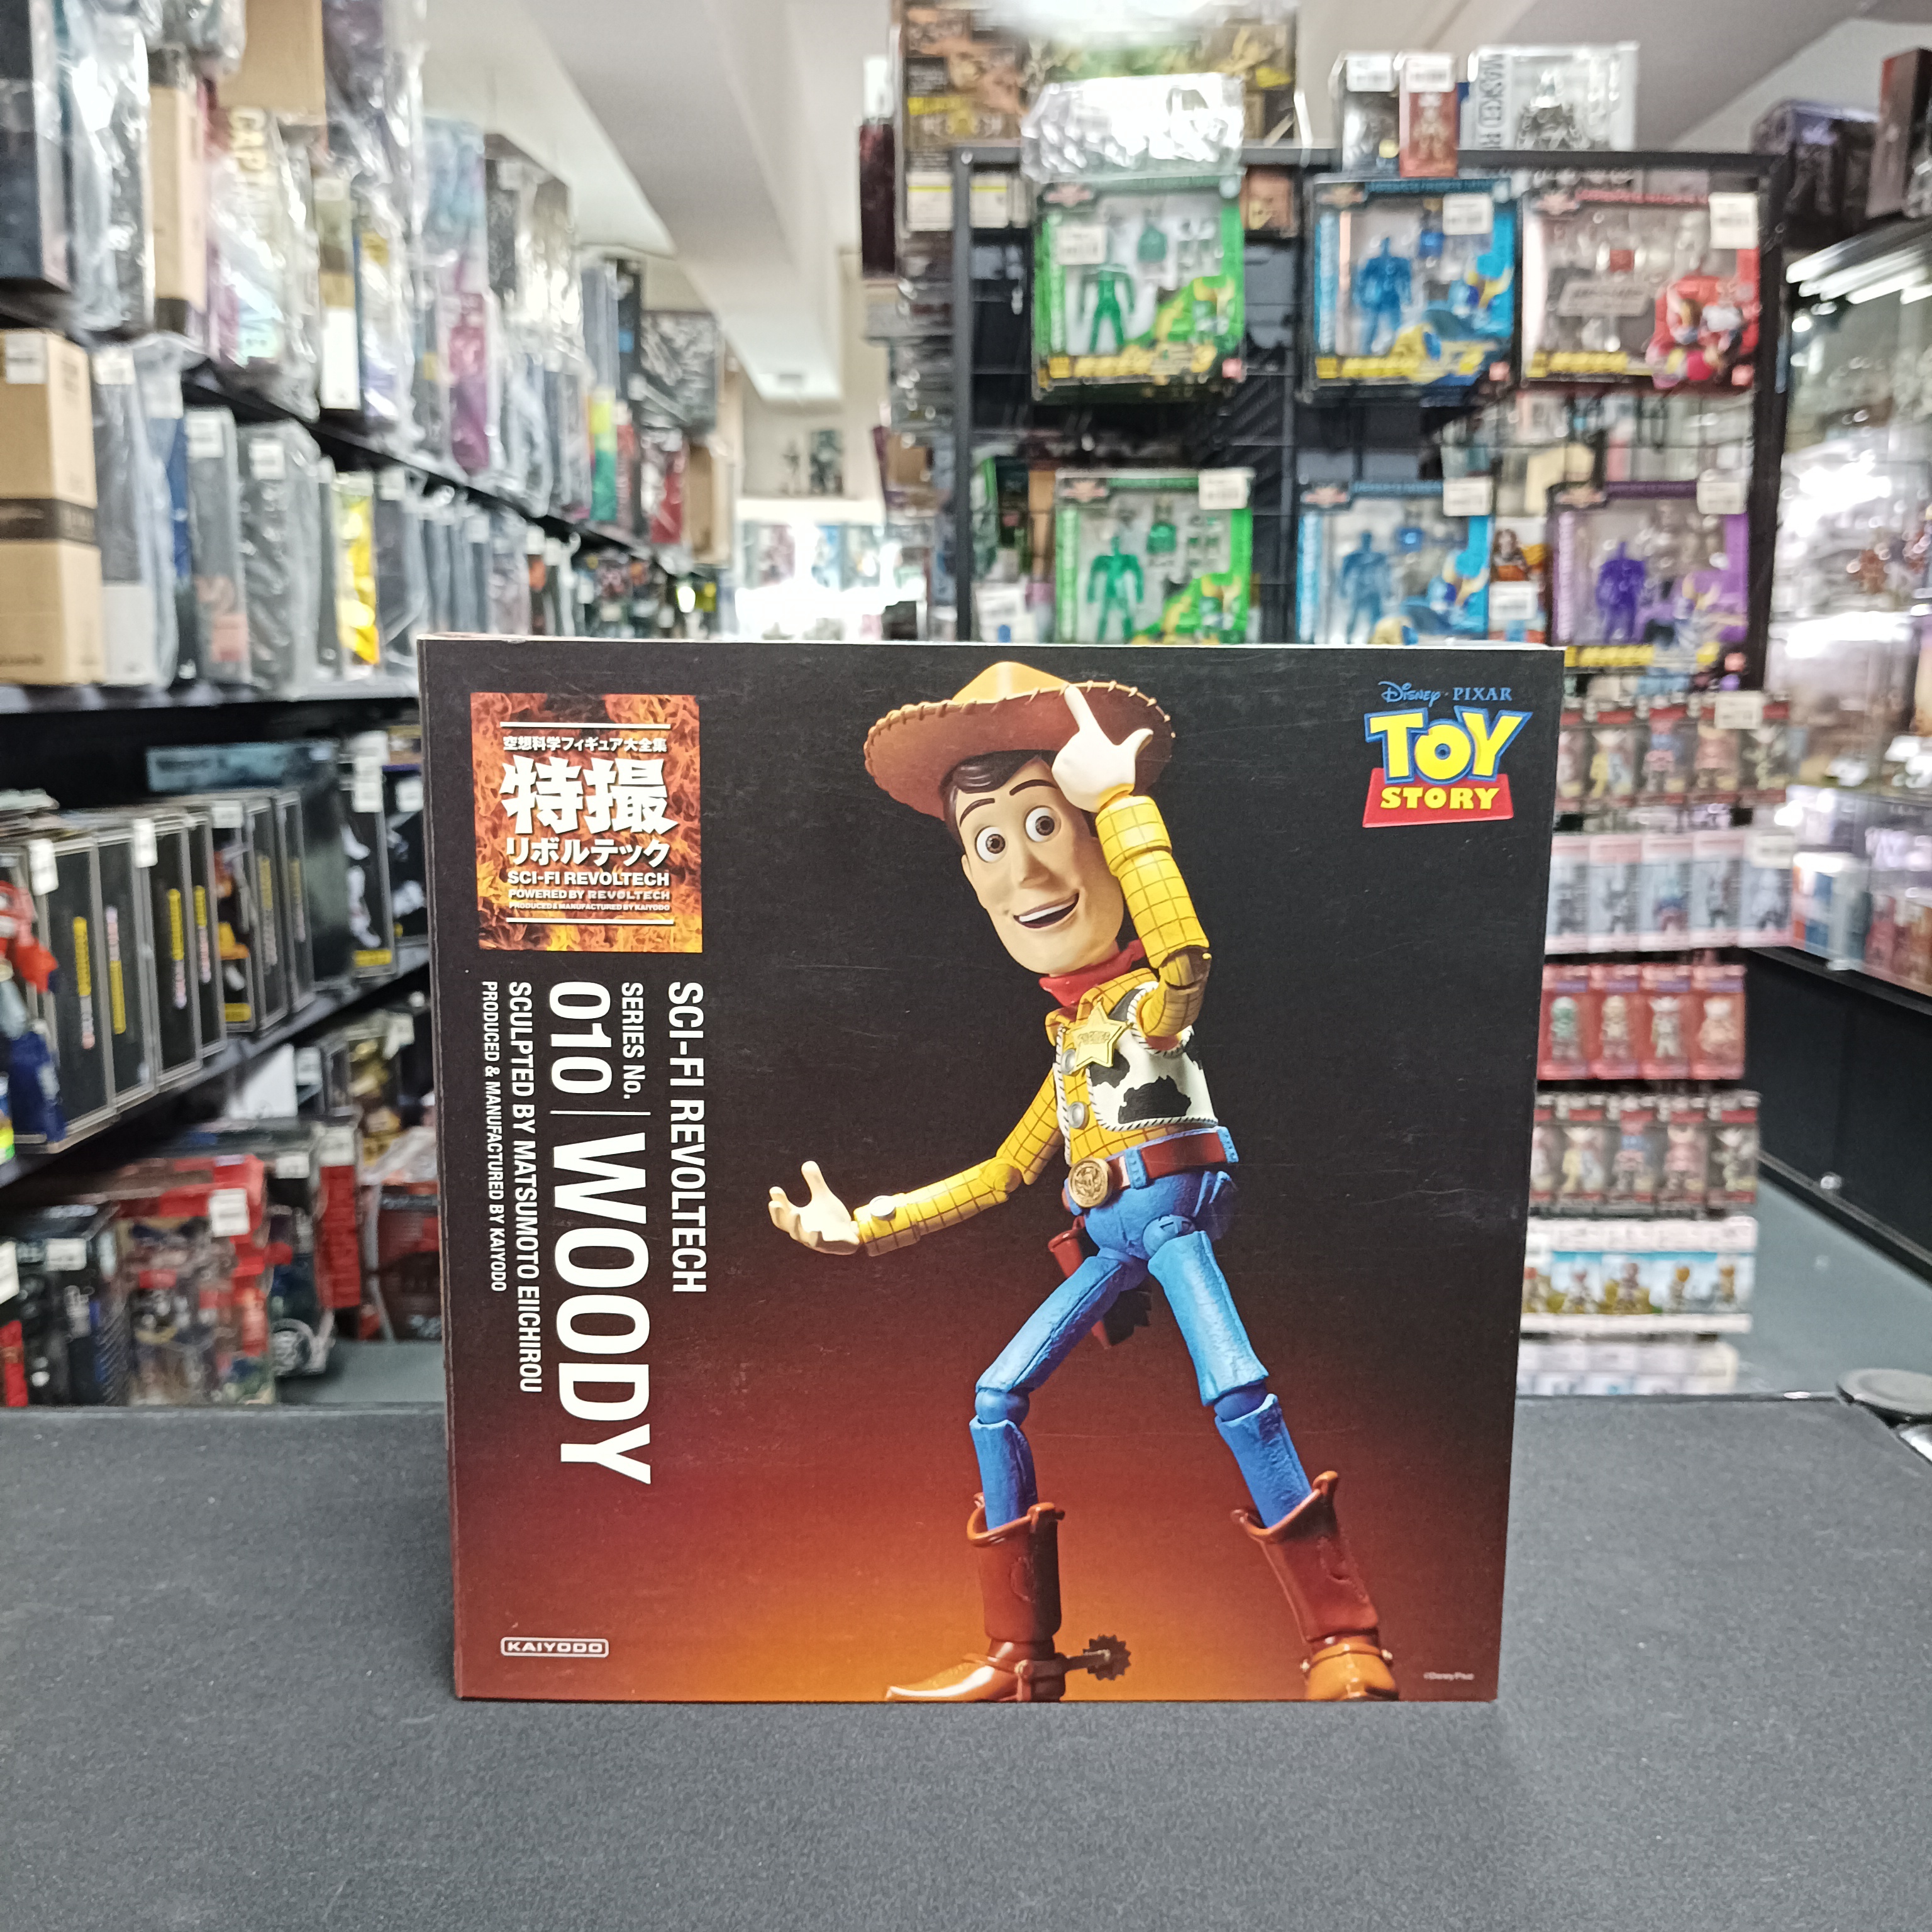 空想科学フィギュア大全集
特撮
リボルテック
SCI-FI REVOLTECH
POWERED BY REVOLTECH
PRODUCED & MANUFACTURED BY KAIYODO
SCI-FI REVOLTECH
SERIES No.
010 WOODY
SCULPTED BY MATSUMOTO EIICHIROU
PRODUCED & MANUFACTURED BY KAIYODO
KAIYODO
Disney · PIXAR
TOY
STORY
©Disney/Pixar